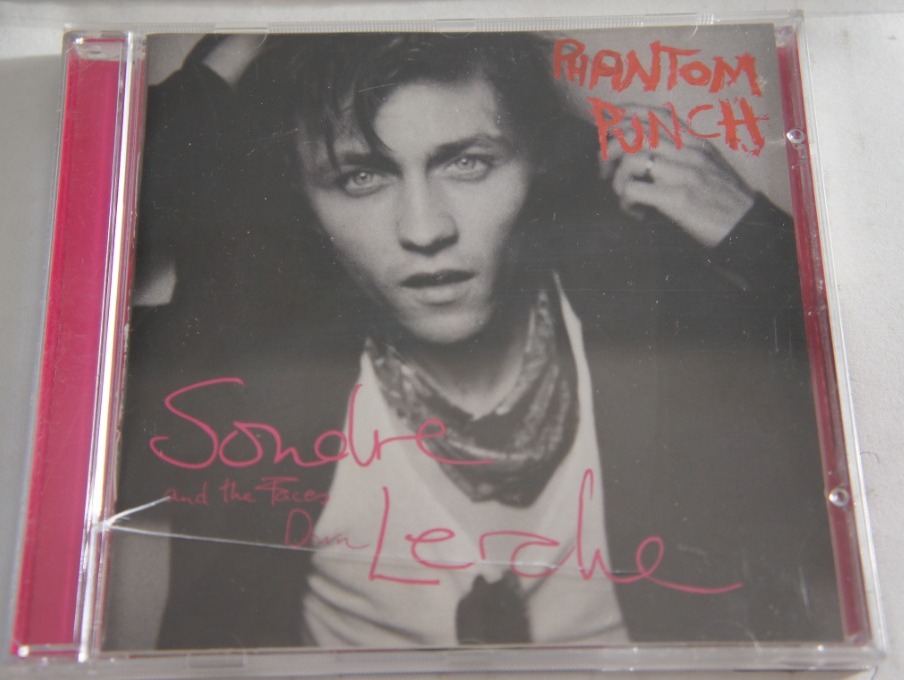 PHANTOM
PUNCH
Sondre
and the Faces
Down Lerche